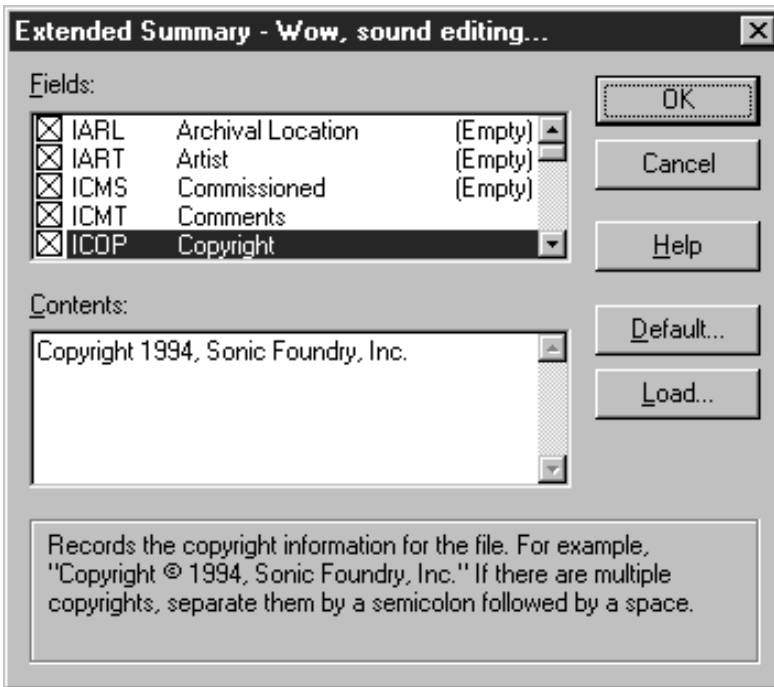 Extended Summary - Wow, sound editing...
Fields:
IARL Archival Location (Empty)
IART Artist (Empty)
ICMS Commissioned (Empty)
ICMT Comments
ICOP Copyright
OK
Cancel
Help
Contents:
Copyright 1994, Sonic Foundry, Inc.
Default...
Load...
Records the copyright information for the file. For example,
"Copyright © 1994, Sonic Foundry, Inc." If there are multiple
copyrights, separate them by a semicolon followed by a space.